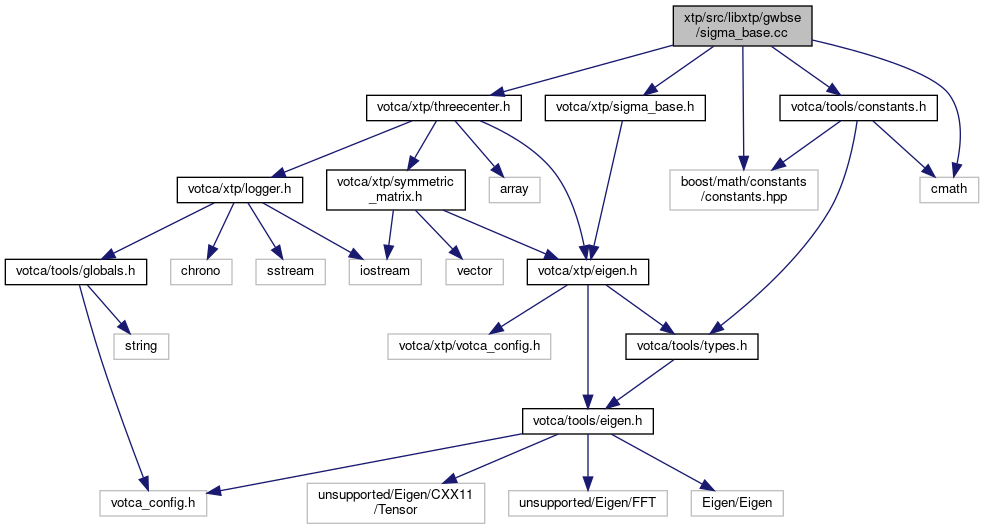 xtp/src/libxtp/gwbse
/sigma_base.cc
votca/xtp/threecenter.h
votca/xtp/sigma_base.h
votca/tools/constants.h
votca/xtp/logger.h
votca/xtp/symmetric
_matrix.h
array
boost/math/constants
/constants.hpp
cmath
votca/tools/globals.h
chrono
sstream
iostream
vector
votca/xtp/eigen.h
string
votca/xtp/votca_config.h
votca/tools/types.h
votca/tools/eigen.h
votca_config.h
unsupported/Eigen/CXX11
/Tensor
unsupported/Eigen/FFT
Eigen/Eigen